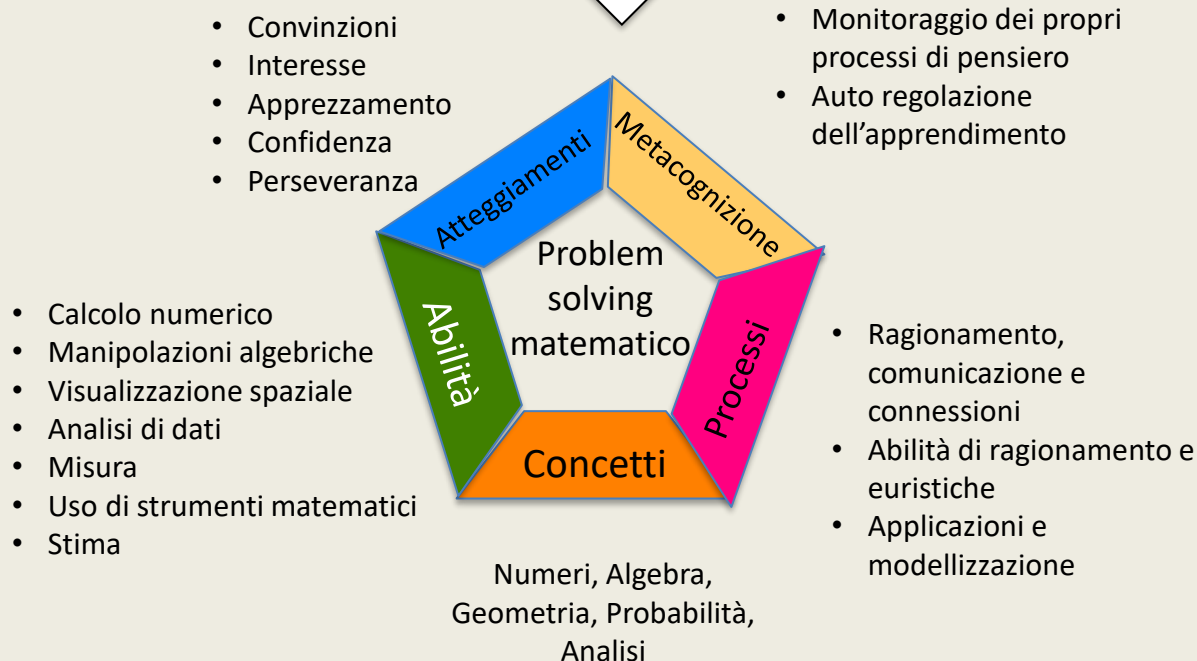 • Convinzioni
• Interesse
• Apprezzamento
• Confidenza
• Perseveranza
• Monitoraggio dei propri
processi di pensiero
• Auto regolazione
dell'apprendimento
Atteggiamenti
Metacognizione
Problem
solving
matematico
Abilità
Processi
Concetti
• Calcolo numerico
• Manipolazioni algebriche
• Visualizzazione spaziale
• Analisi di dati
• Misura
• Uso di strumenti matematici
• Stima
• Ragionamento,
comunicazione e
connessioni
• Abilità di ragionamento e
euristiche
• Applicazioni e
modellizzazione
Numeri, Algebra,
Geometria, Probabilità,
Analisi